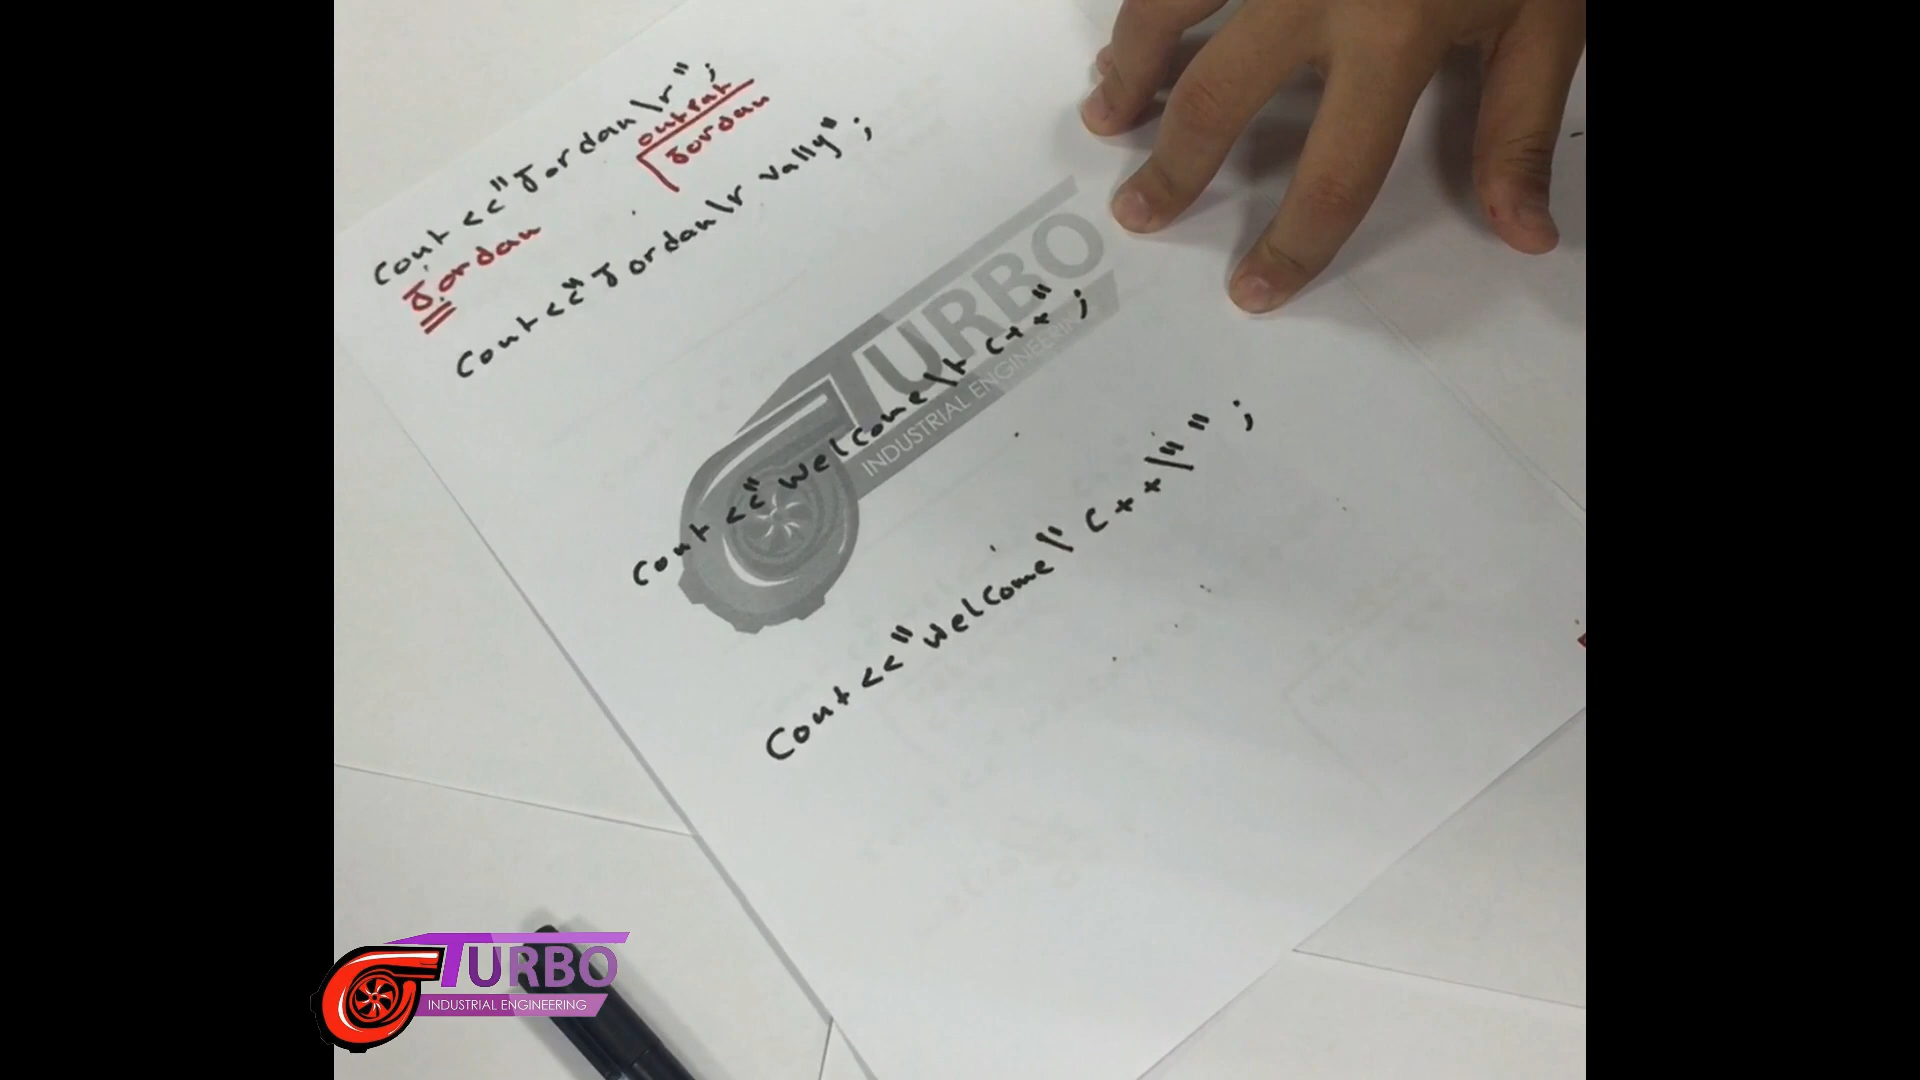 Cout <<"Jordan\r";
output
Jordan
Jordan
Cout <<"Jordan\r vally";
TURBO
INDUSTRIAL ENGINEERING
Cout <<"Welcome\t C++";
Cout <<"Welcome\" C++\"";
TURBO
INDUSTRIAL ENGINEERING